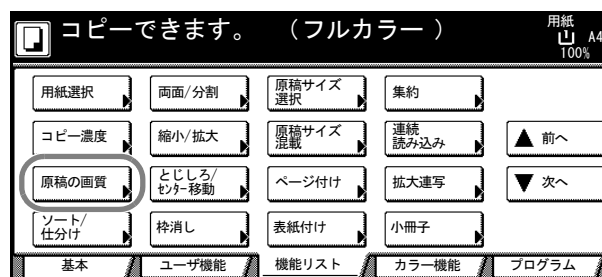 コピーできます。 （フルカラー ）
用紙
A4
100%
用紙選択
両面/分割
原稿サイズ
選択
集約
コピー濃度
縮小/拡大
原稿サイズ
混載
連続
読み込み
▲ 前へ
原稿の画質
とじしろ/
センター移動
ページ付け
拡大連写
▼ 次へ
ソート/
仕分け
枠消し
表紙付け
小冊子
基本
ユーザ機能
機能リスト
カラー機能
プログラム